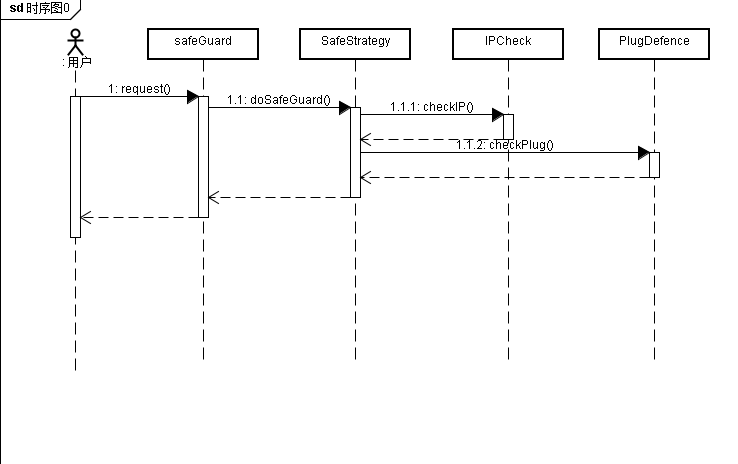 sd 时序图0
safeGuard
SafeStrategy
IPCheck
PlugDefence
: 用户
1: request()
1.1: doSafeGuard()
1.1.1: checkIP()
1.1.2: checkPlug()